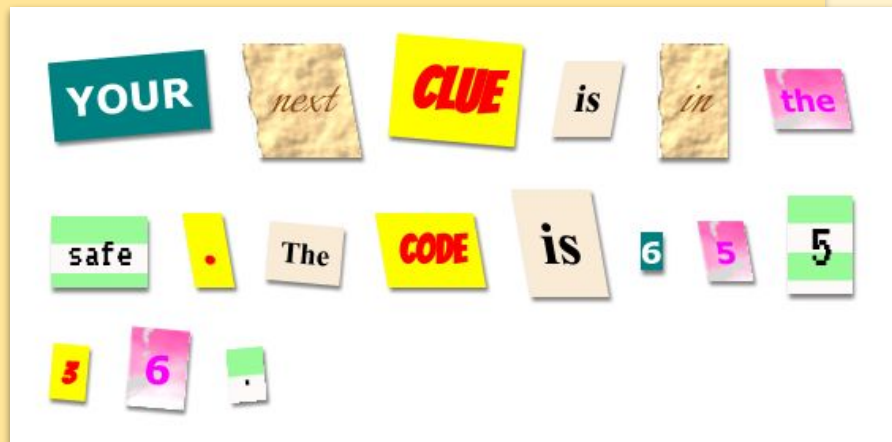 YOUR next CLUE is in the
safe . The CODE is 6 5 5
3 6 .